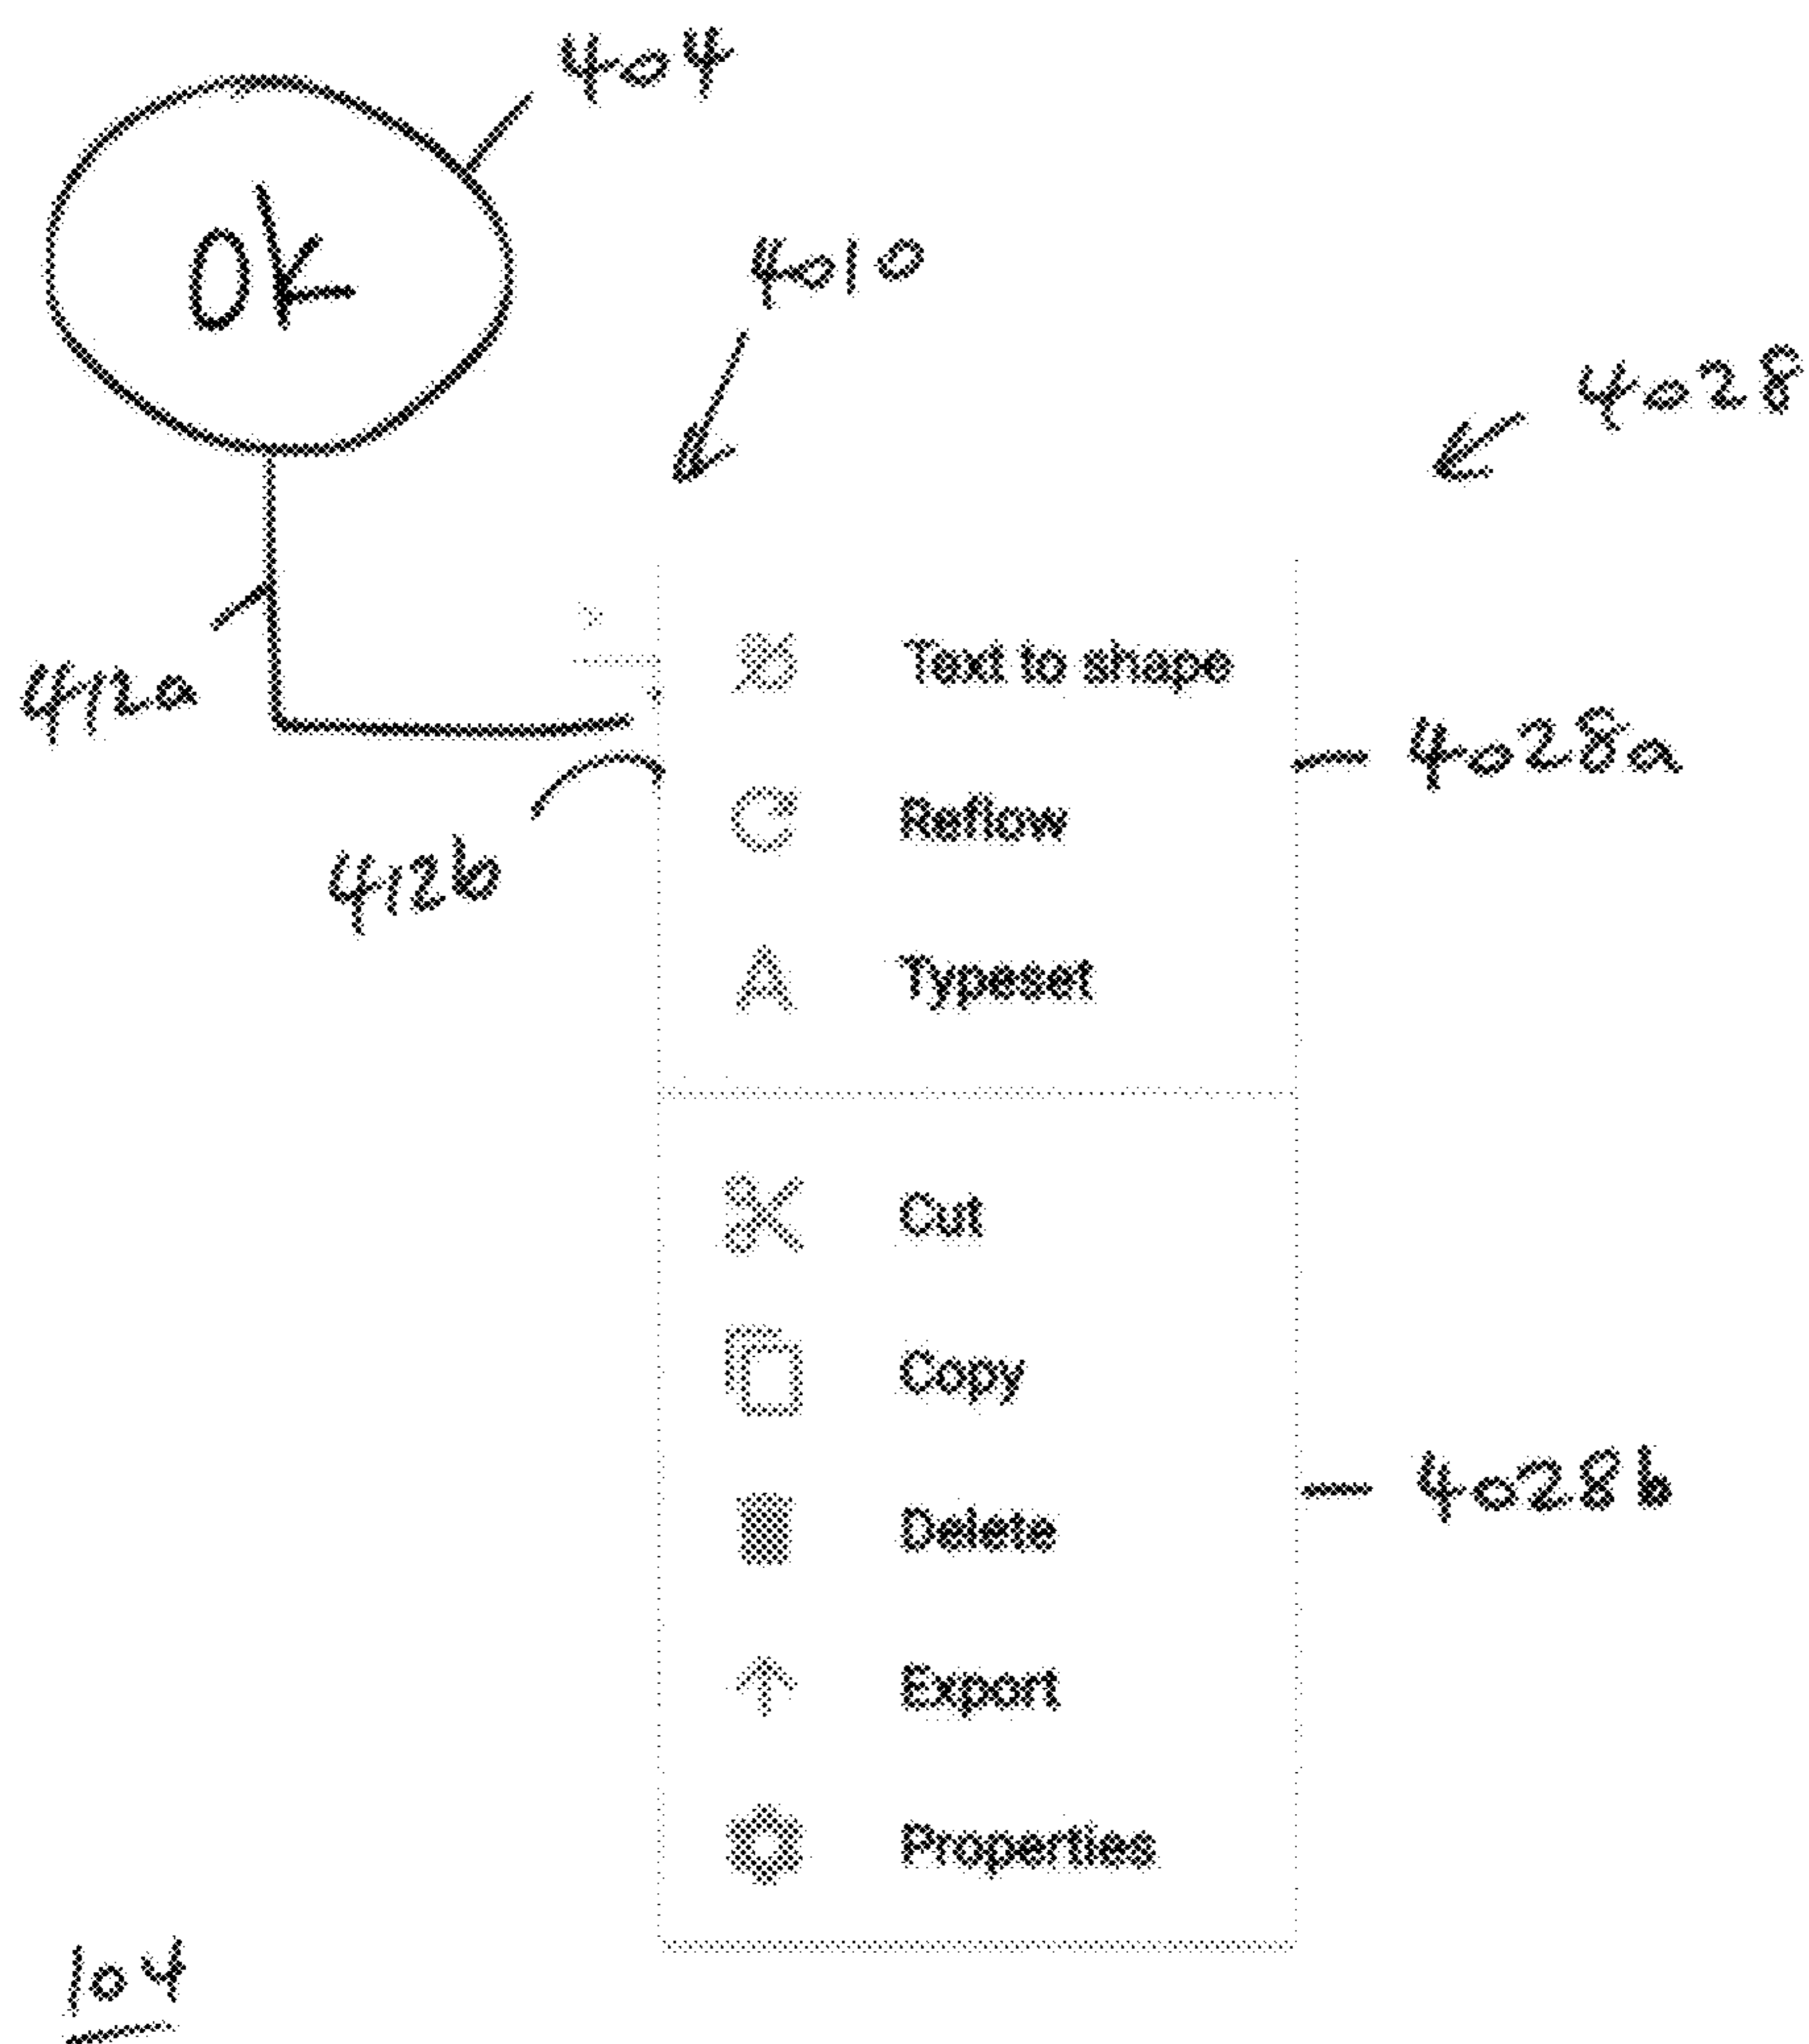 404
Ok
4010
4028
Text to shape
412a
4028a
Reflow
412b
Typeset
Cut
Copy
4028b
Delete
Export
Properties
104